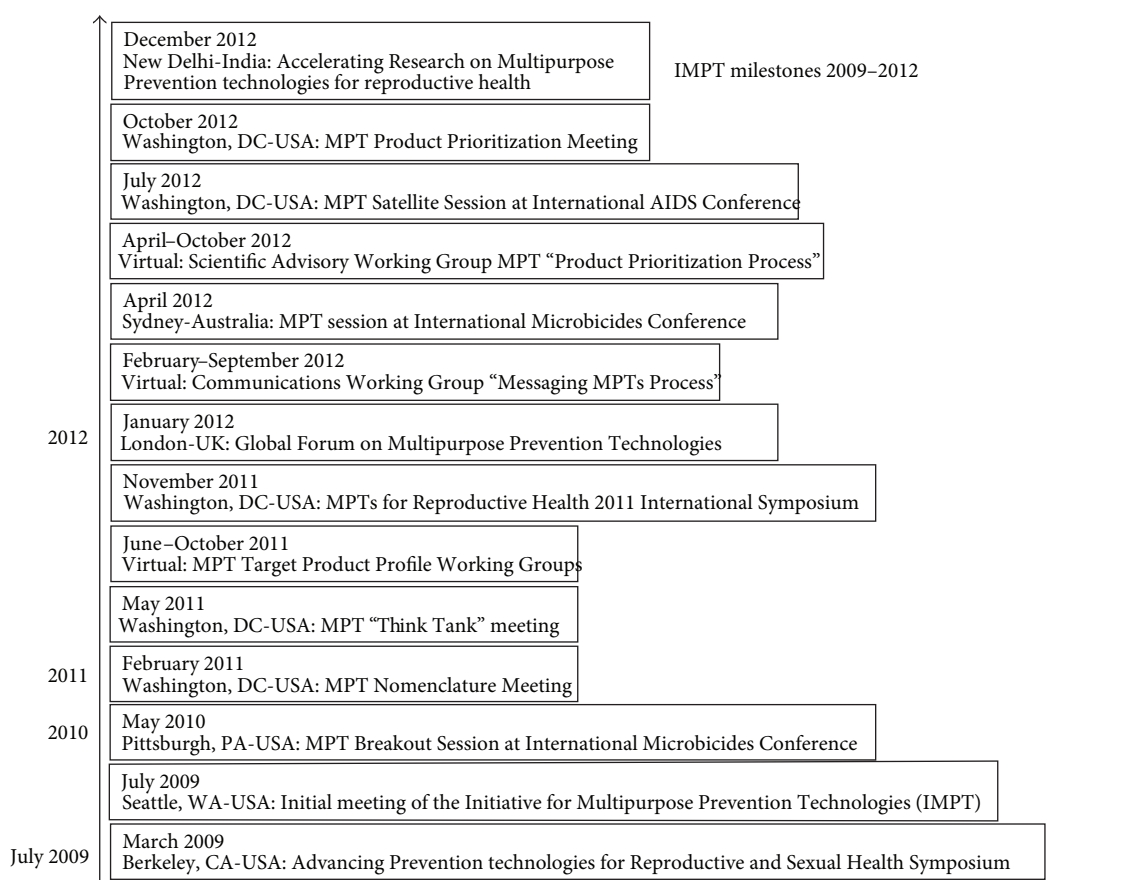 December 2012
New Delhi-India: Accelerating Research on Multipurpose
Prevention technologies for reproductive health
IMPT milestones 2009–2012
October 2012
Washington, DC-USA: MPT Product Prioritization Meeting
July 2012
Washington, DC-USA: MPT Satellite Session at International AIDS Conference
April–October 2012
Virtual: Scientific Advisory Working Group MPT “Product Prioritization Process”
April 2012
Sydney-Australia: MPT session at International Microbicides Conference
February–September 2012
Virtual: Communications Working Group “Messaging MPTs Process”
2012
January 2012
London-UK: Global Forum on Multipurpose Prevention Technologies
November 2011
Washington, DC-USA: MPTs for Reproductive Health 2011 International Symposium
June–October 2011
Virtual: MPT Target Product Profile Working Groups
May 2011
Washington, DC-USA: MPT “Think Tank” meeting
2011
February 2011
Washington, DC-USA: MPT Nomenclature Meeting
2010
May 2010
Pittsburgh, PA-USA: MPT Breakout Session at International Microbicides Conference
July 2009
Seattle, WA-USA: Initial meeting of the Initiative for Multipurpose Prevention Technologies (IMPT)
July 2009
March 2009
Berkeley, CA-USA: Advancing Prevention technologies for Reproductive and Sexual Health Symposium